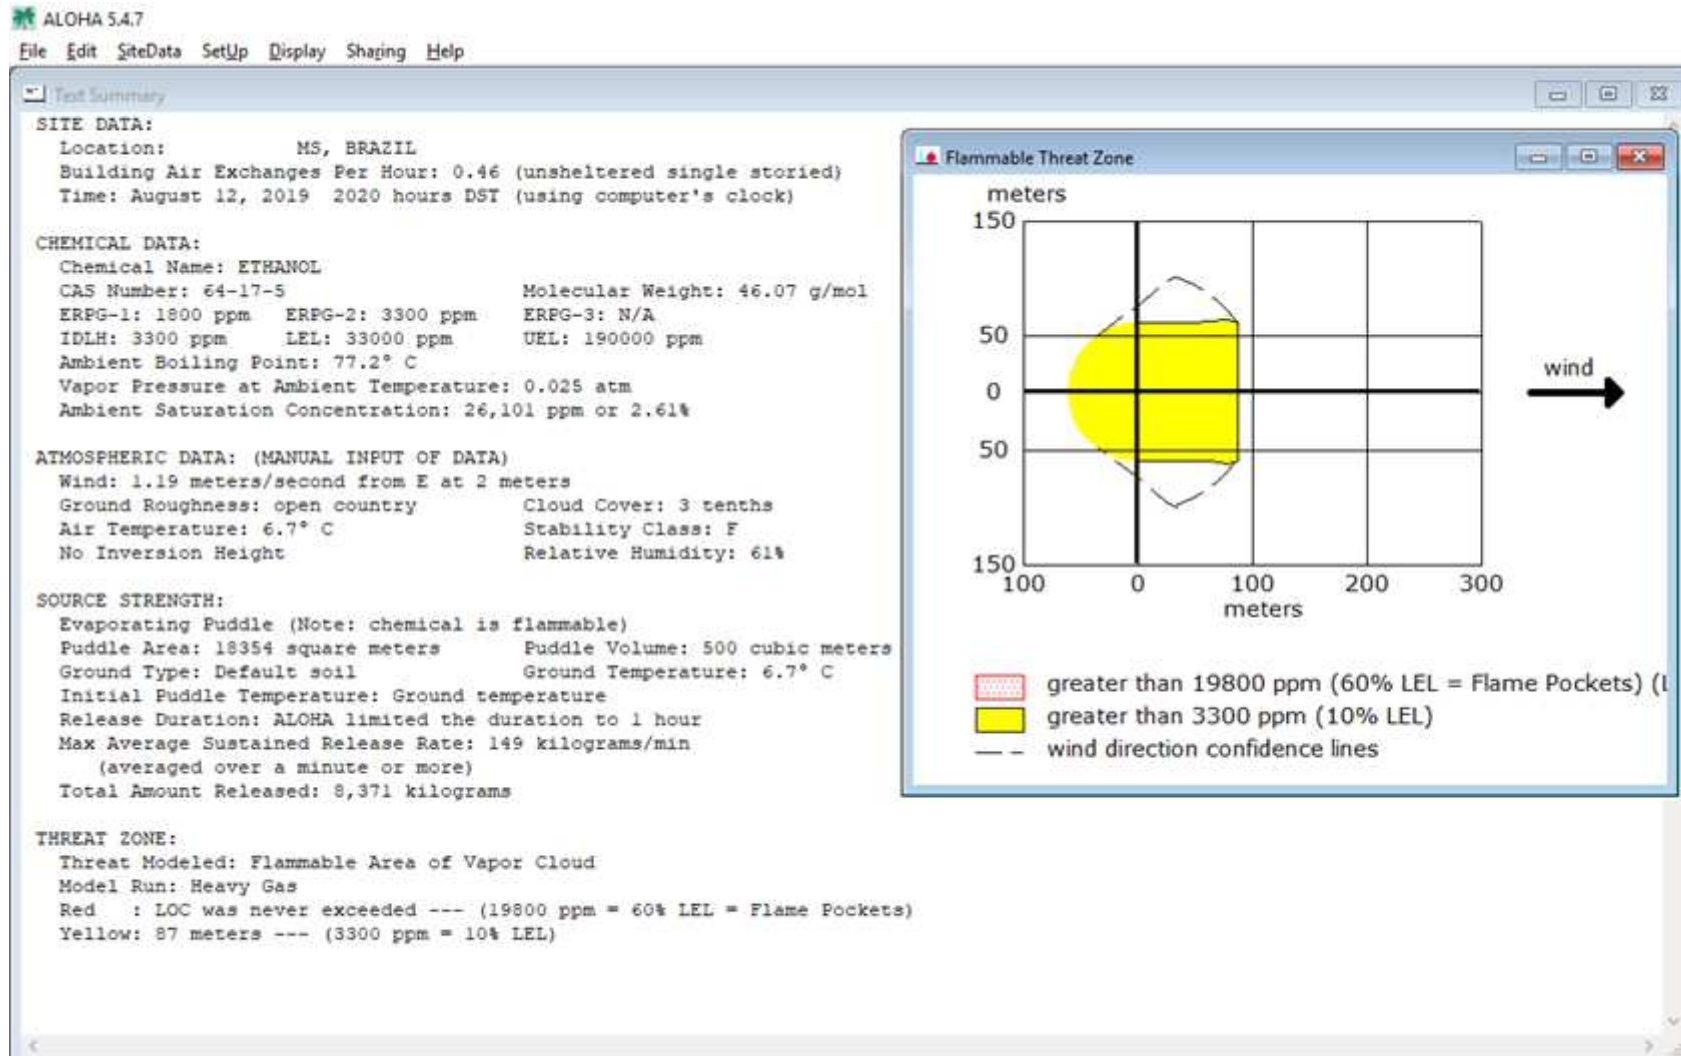 ALOHA 5.4.7
File Edit SiteData SetUp Display Sharing Help
Text Summary
SITE DATA:
Location: MS, BRAZIL
Building Air Exchanges Per Hour: 0.46 (unsheltered single storied)
Time: August 12, 2019 2020 hours DST (using computer's clock)
CHEMICAL DATA:
Chemical Name: ETHANOL
CAS Number: 64-17-5 Molecular Weight: 46.07 g/mol
ERPG-1: 1800 ppm ERPG-2: 3300 ppm ERPG-3: N/A
IDLH: 3300 ppm LEL: 33000 ppm UEL: 190000 ppm
Ambient Boiling Point: 77.2° C
Vapor Pressure at Ambient Temperature: 0.025 atm
Ambient Saturation Concentration: 26,101 ppm or 2.61%
ATMOSPHERIC DATA: (MANUAL INPUT OF DATA)
Wind: 1.19 meters/second from E at 2 meters
Ground Roughness: open country Cloud Cover: 3 tenths
Air Temperature: 6.7° C Stability Class: F
No Inversion Height Relative Humidity: 61%
SOURCE STRENGTH:
Evaporating Puddle (Note: chemical is flammable)
Puddle Area: 18354 square meters Puddle Volume: 500 cubic meters
Ground Type: Default soil Ground Temperature: 6.7° C
Initial Puddle Temperature: Ground temperature
Release Duration: ALOHA limited the duration to 1 hour
Max Average Sustained Release Rate: 149 kilograms/min
(averaged over a minute or more)
Total Amount Released: 8,371 kilograms
THREAT ZONE:
Threat Modeled: Flammable Area of Vapor Cloud
Model Run: Heavy Gas
Red : LOC was never exceeded --- (19800 ppm = 60% LEL = Flame Pockets)
Yellow: 87 meters --- (3300 ppm = 10% LEL)
Flammable Threat Zone
meters
150
50
0
50
150
100 0 100 200 300
meters
wind
greater than 19800 ppm (60% LEL = Flame Pockets) (L
greater than 3300 ppm (10% LEL)
wind direction confidence lines